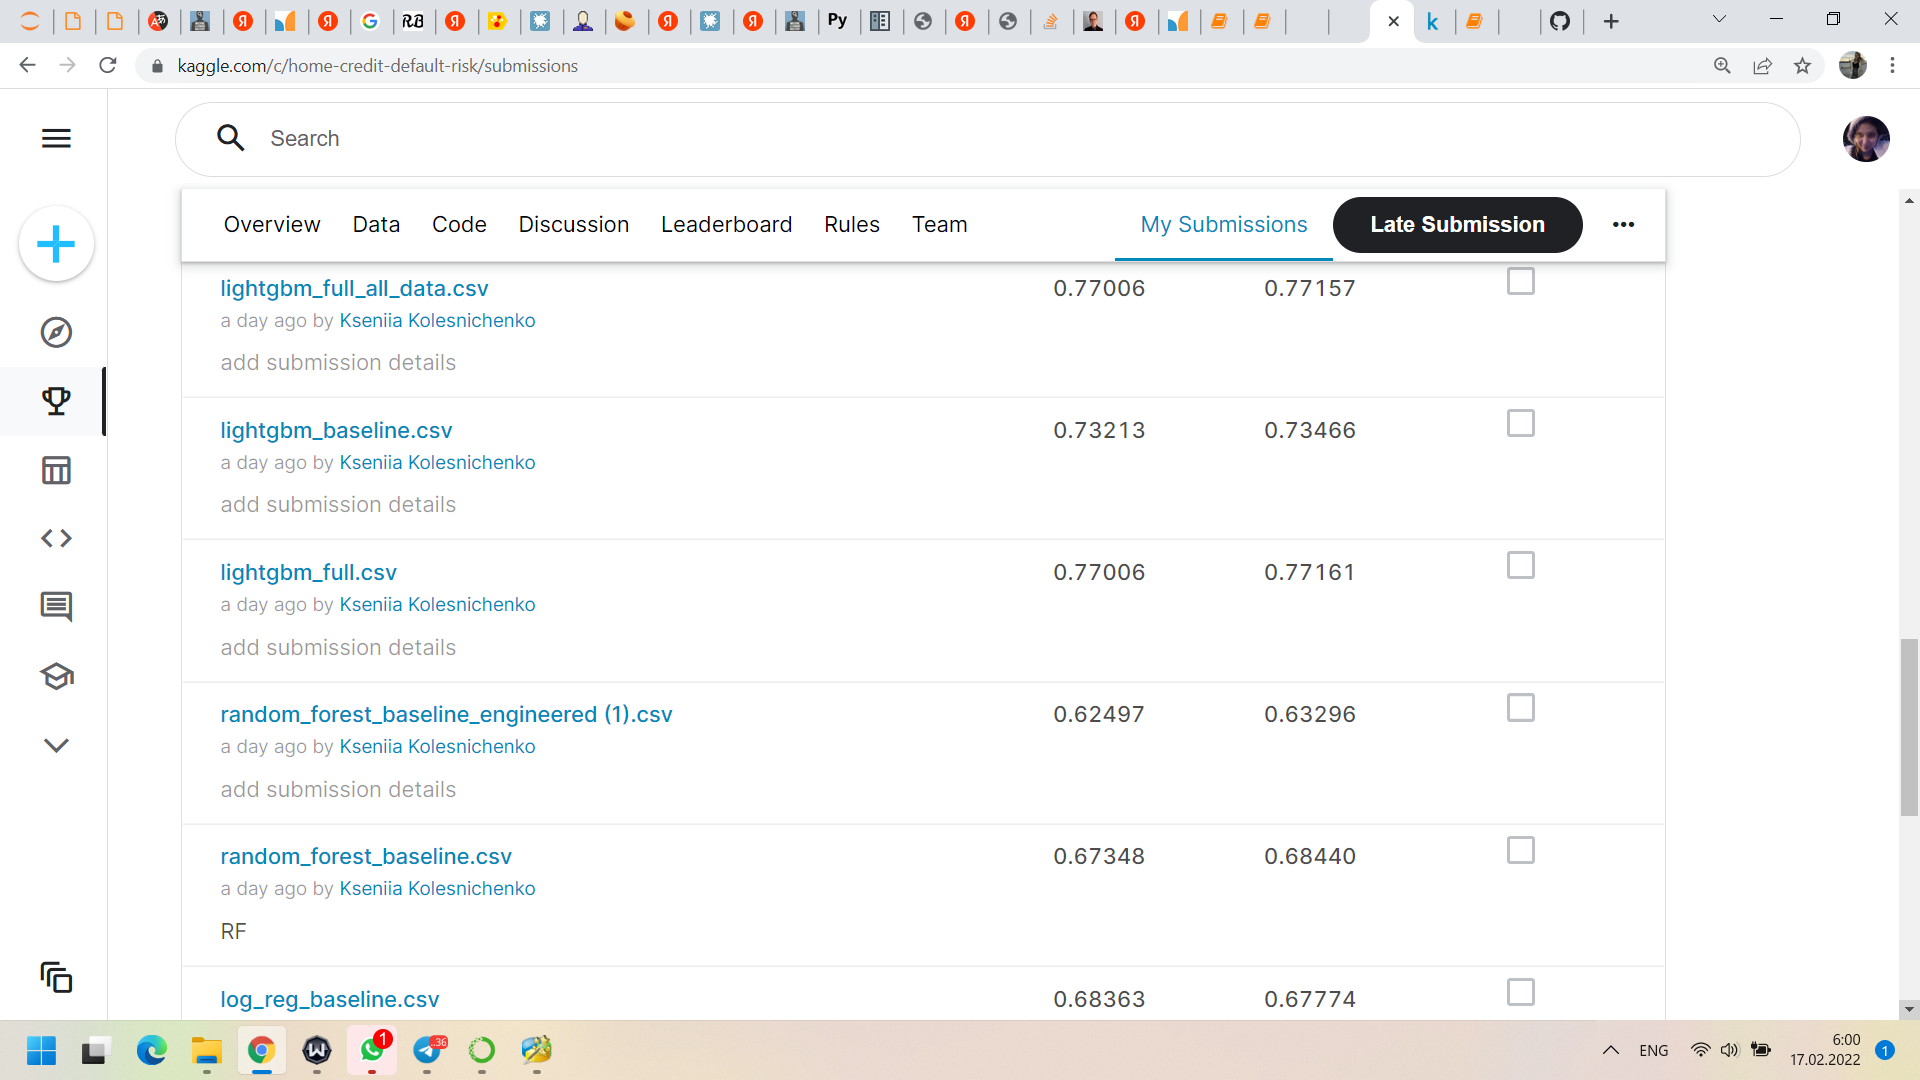 Py
k
kaggle.com/c/home-credit-default-risk/submissions
Search
Overview Data Code Discussion Leaderboard Rules Team My Submissions Late Submission
lightgbm_full_all_data.csv 0.77006 0.77157
a day ago by Kseniia Kolesnichenko
add submission details
lightgbm_baseline.csv 0.73213 0.73466
a day ago by Kseniia Kolesnichenko
add submission details
lightgbm_full.csv 0.77006 0.77161
a day ago by Kseniia Kolesnichenko
add submission details
random_forest_baseline_engineered (1).csv 0.62497 0.63296
a day ago by Kseniia Kolesnichenko
add submission details
random_forest_baseline.csv 0.67348 0.68440
a day ago by Kseniia Kolesnichenko
RF
log_reg_baseline.csv 0.68363 0.67774
1
36
ENG
6:00
17.02.2022
1